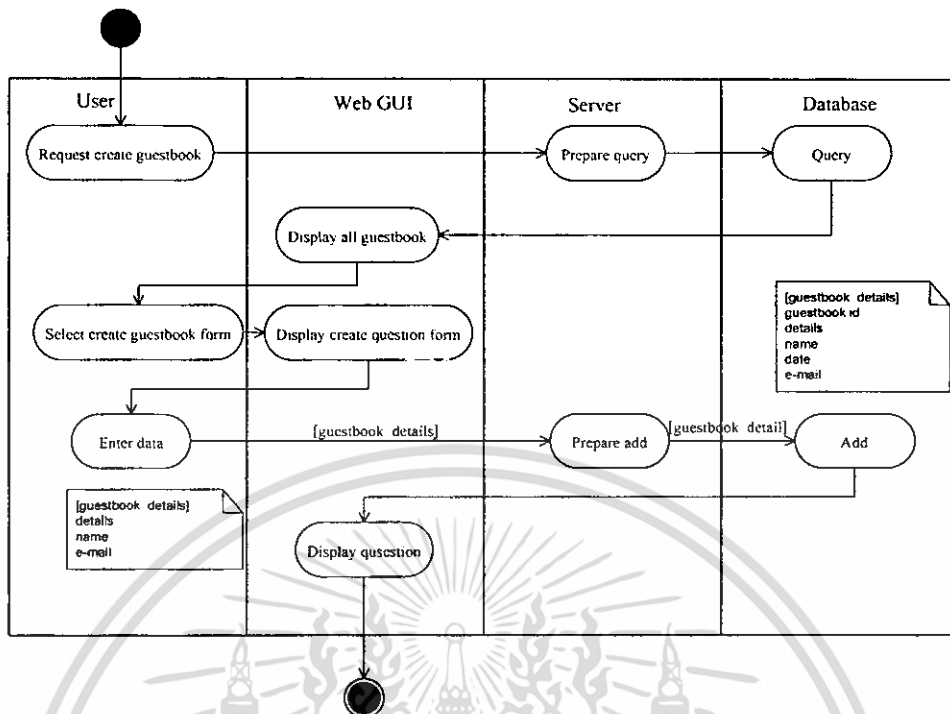 User
Web GUI
Server
Database
Request create guestbook
Prepare query
Query
Display all guestbook
[guestbook details]
guestbook id
details
name
date
e-mail
Select create guestbook form
Display create question form
Enter data
[guestbook details]
Prepare add
[guestbook detail]
Add
[guestbook details]
details
name
e-mail
Display qusestion